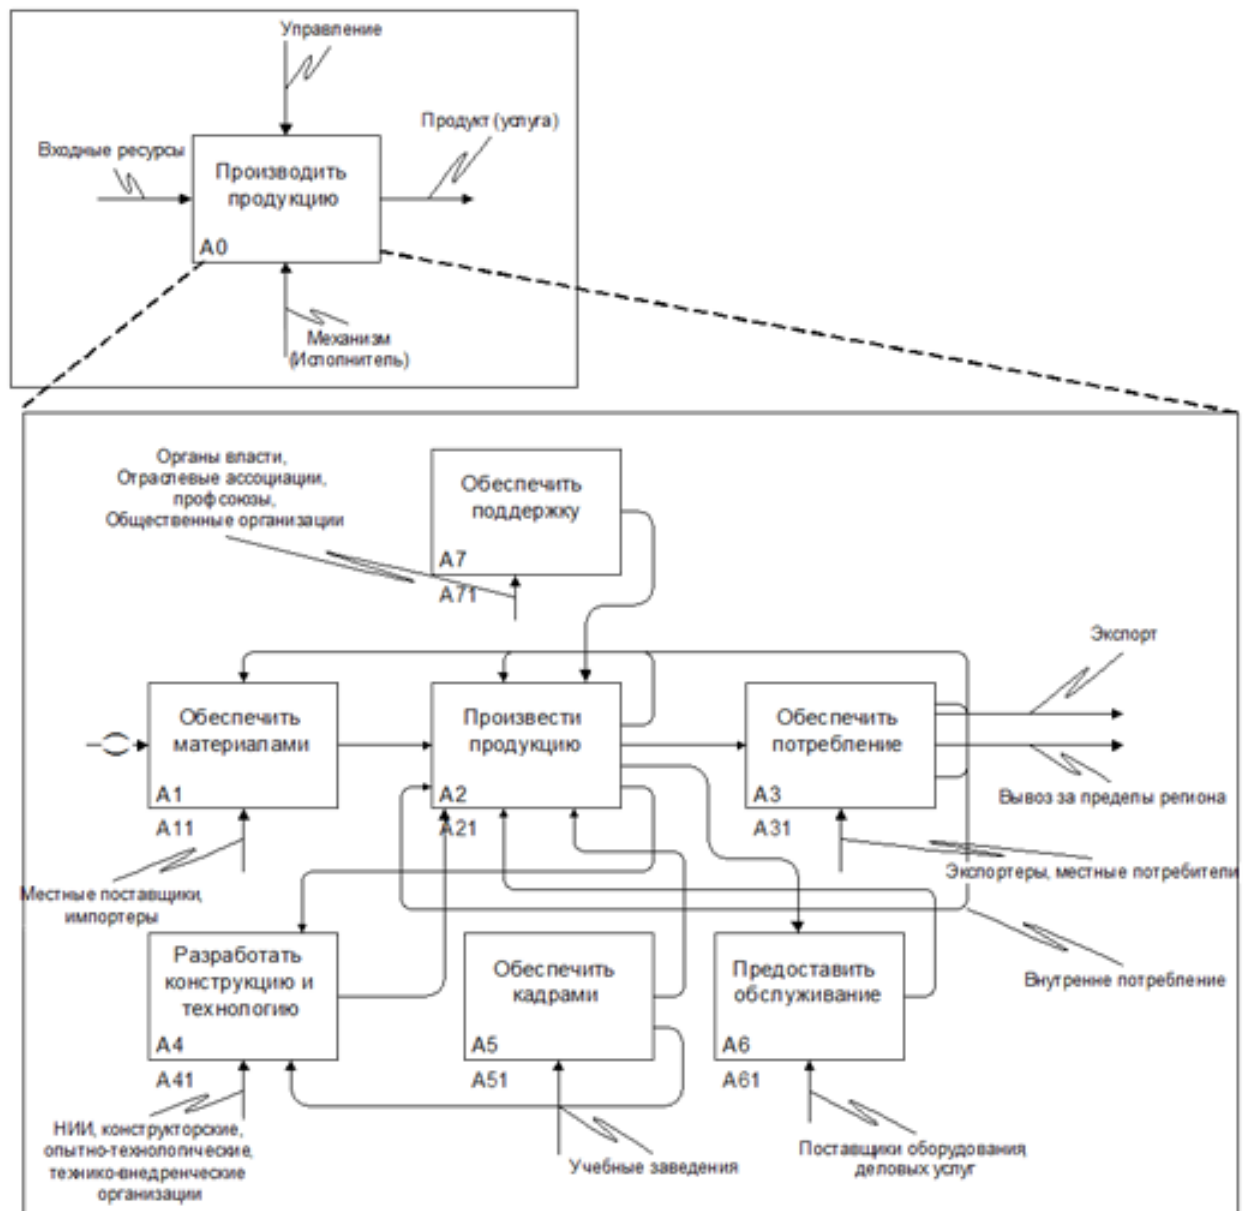 Управление
Продукт (услуга)
Входные ресурсы
Производить
продукцию
А0
Механизм
(Исполнитель)
Органы власти,
Отраслевые ассоциации,
профсоюзы,
Общественные организации
Обеспечить
поддержку
А7
А71
Экспорт
Обеспечить
материалами
А1
А11
Произвести
продукцию
А2
А21
Обеспечить
потребление
А3
А31
Вывоз за пределы региона
Местные поставщики,
импортеры
Экспортеры, местные потребители
Разработать
конструкцию и
технологию
А4
А41
Обеспечить
кадрами
А5
А51
Предоставить
обслуживание
А6
А61
Внутренне потребление
НИИ, конструкторские,
опытно-технологические,
технико-внедренческие
организации
Учебные заведения
Поставщики оборудования,
деловых услуг